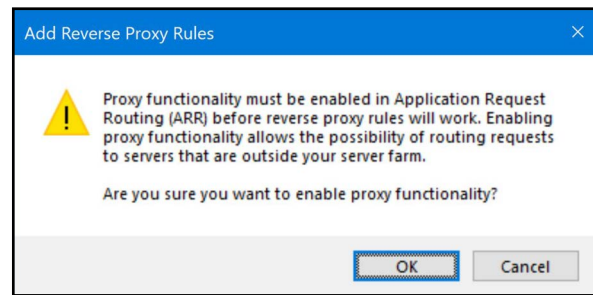 Add Reverse Proxy Rules
Proxy functionality must be enabled in Application Request
Routing (ARR) before reverse proxy rules will work. Enabling
proxy functionality allows the possibility of routing requests
to servers that are outside your server farm.
Are you sure you want to enable proxy functionality?
OK Cancel